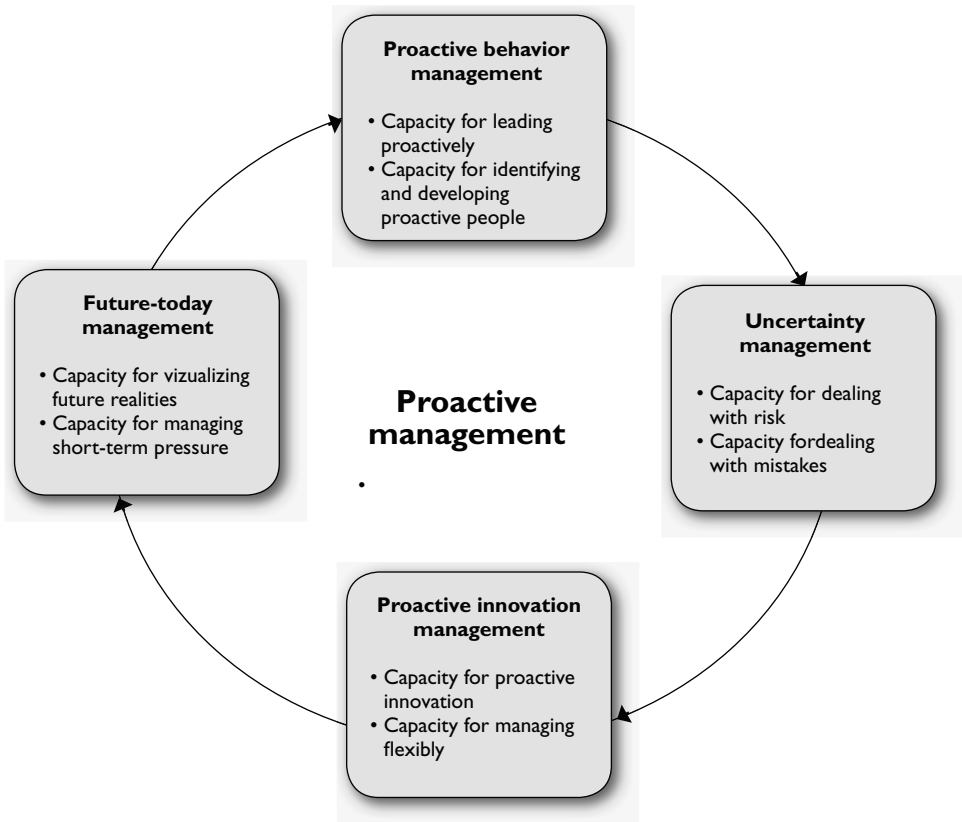 Proactive behavior
management
• Capacity for leading
proactively
• Capacity for identifying
and developing
proactive people
Future-today
management
• Capacity for vizualizing
future realities
• Capacity for managing
short-term pressure
Uncertainty
management
• Capacity for dealing
with risk
• Capacity fordealing
with mistakes
Proactive
management
•
Proactive innovation
management
• Capacity for proactive
innovation
• Capacity for managing
flexibly